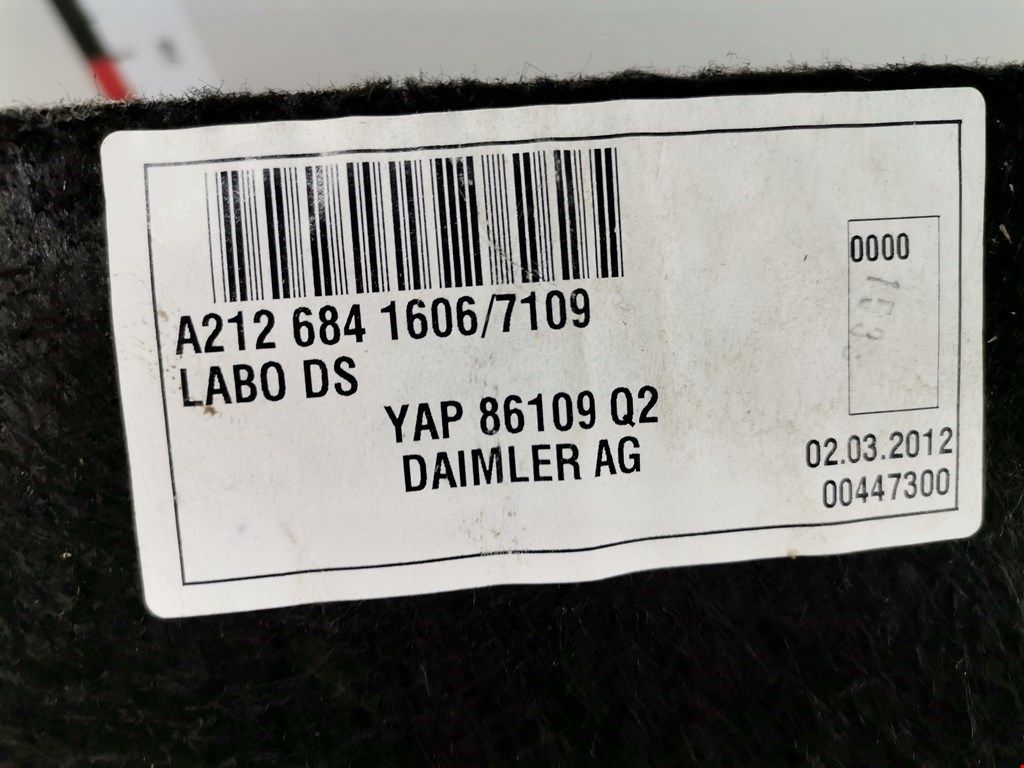 A212 684 1606/7109
LABO DS
YAP 86109 Q2
DAIMLER AG
0000
02.03.2012
00447300